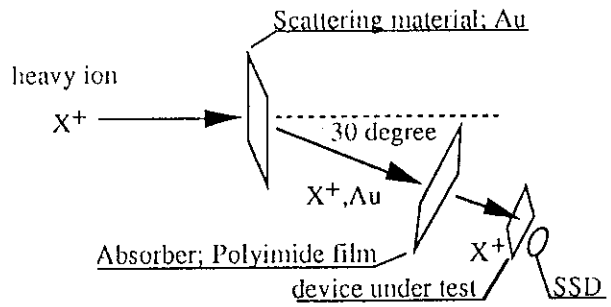 Scattering material; Au
heavy ion
X+
30 degree
X+, Au
Absorber; Polyimide film
X+
device under test
SSD